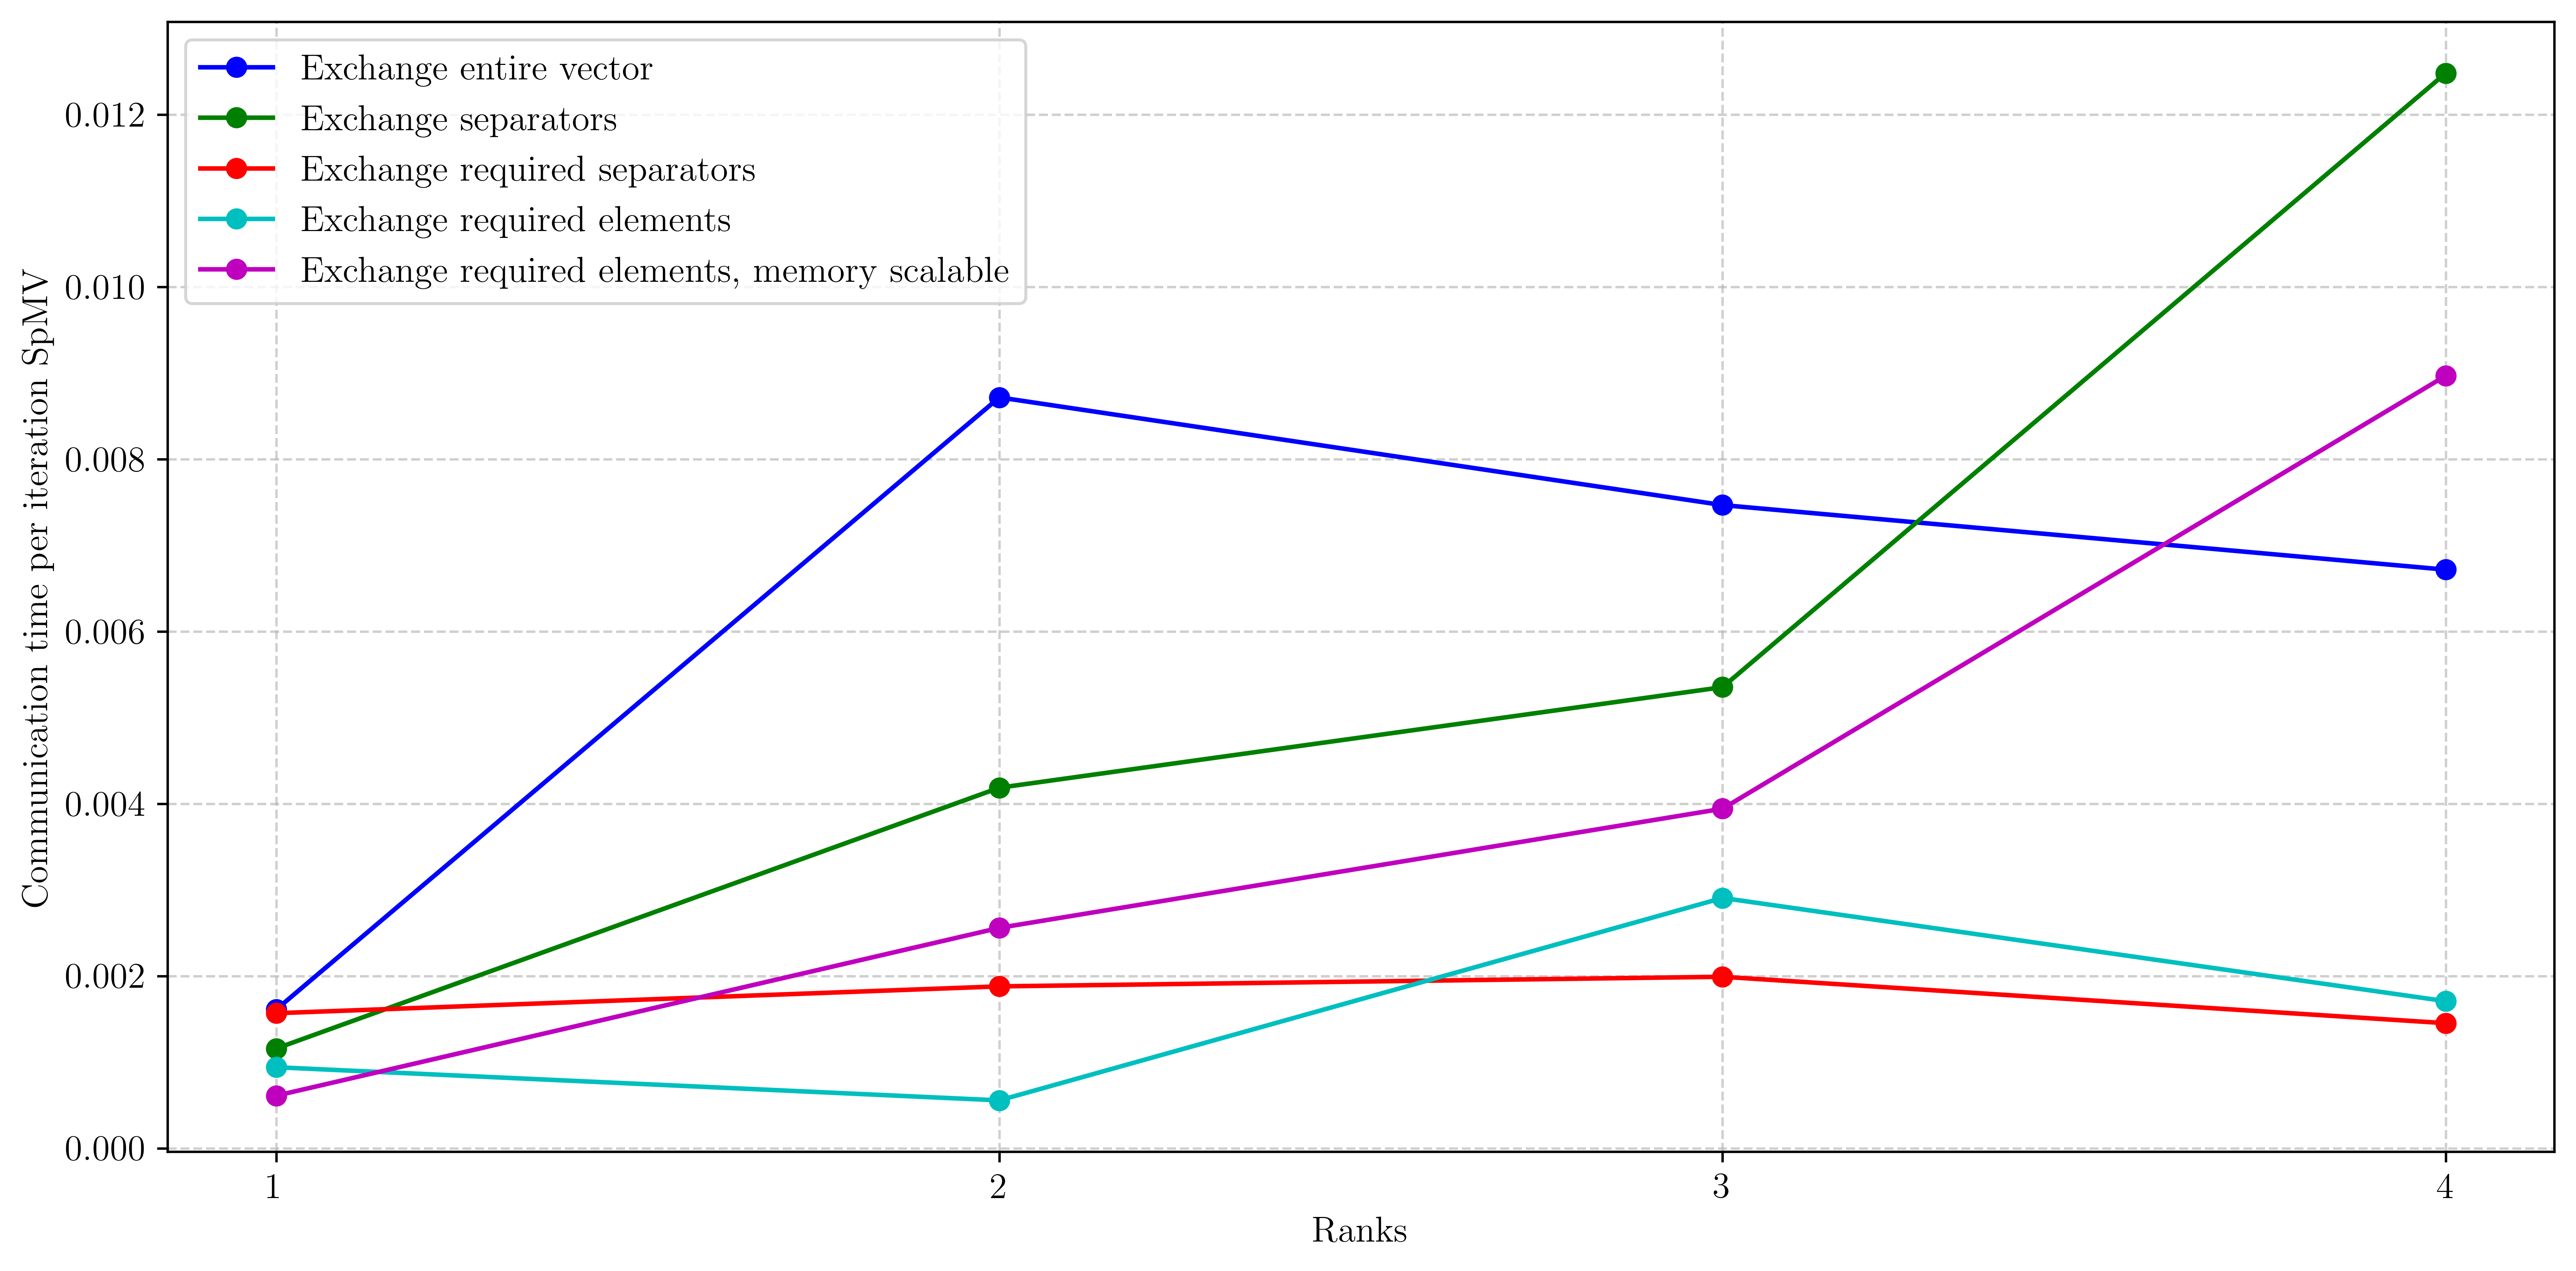 Exchange entire vector
Exchange separators
Exchange required separators
Exchange required elements
Exchange required elements, memory scalable
Communication time per iteration SpMV
0.012
0.010
0.008
0.006
0.004
0.002
0.000
1
2
3
4
Ranks